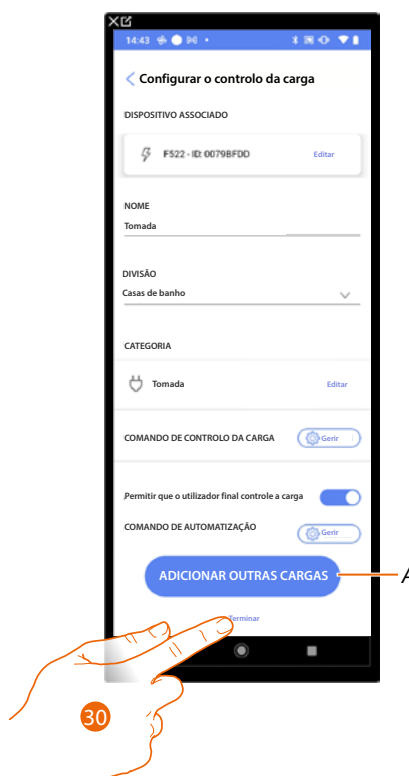 14:43
Configurar o controlo da carga
DISPOSITIVO ASSOCIADO
F522 - ID: 0079BFDD
Editar
NOME
Tomada
DIVISÃO
Casas de banho
CATEGORIA
Tomada
Editar
COMANDO DE CONTROLO DA CARGA
Gerir
Permitir que o utilizador final controle a carga
COMANDO DE AUTOMATIZAÇÃO
Gerir
ADICIONAR OUTRAS CARGAS
A
Terminar
30